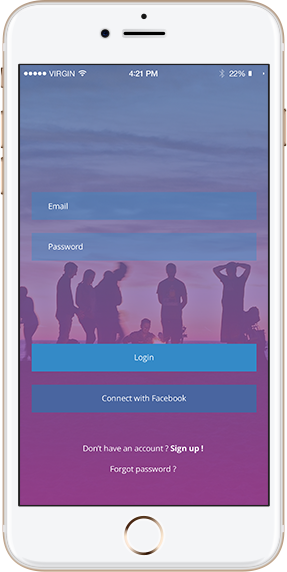 VIRGIN 4:21 PM 22%
Email
Password
Login
Connect with Facebook
Don't have an account ? Sign up !
Forgot password ?